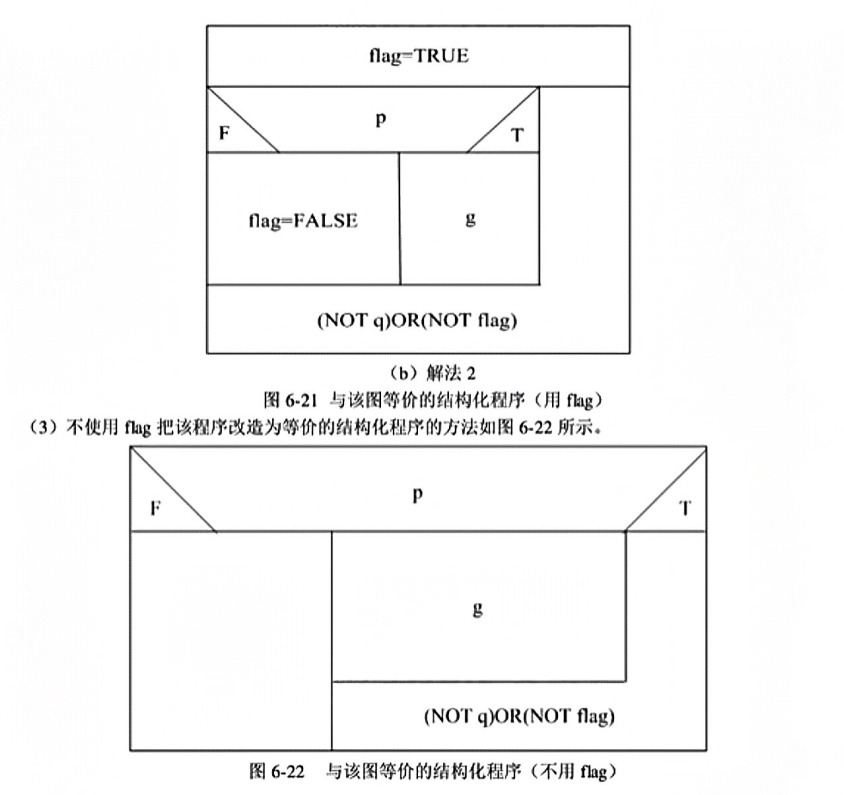 flag=TRUE
p
F
T
flag=FALSE
g
(NOT q)OR(NOT flag)
（b）解法 2
图 6-21 与该图等价的结构化程序（用 flag）
（3）不使用 flag 把该程序改造为等价的结构化程序的方法如图 6-22 所示。
p
F
T
g
(NOT q)OR(NOT flag)
图 6-22 与该图等价的结构化程序（不用 flag）